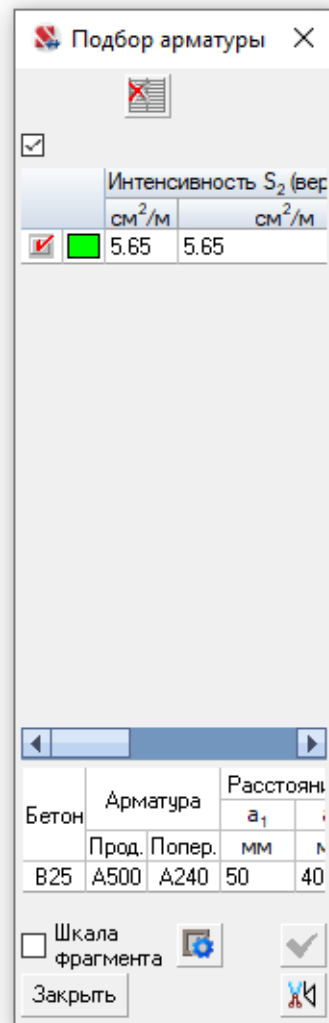 Подбор арматуры
Интенсивность S₂ (вер
см²/м см²/м
5.65 5.65
Бетон Арматура Расстояни
a₁
Прод. Попер. мм
B25 A500 A240 50 40
Шкала
фрагмента
Закрыть